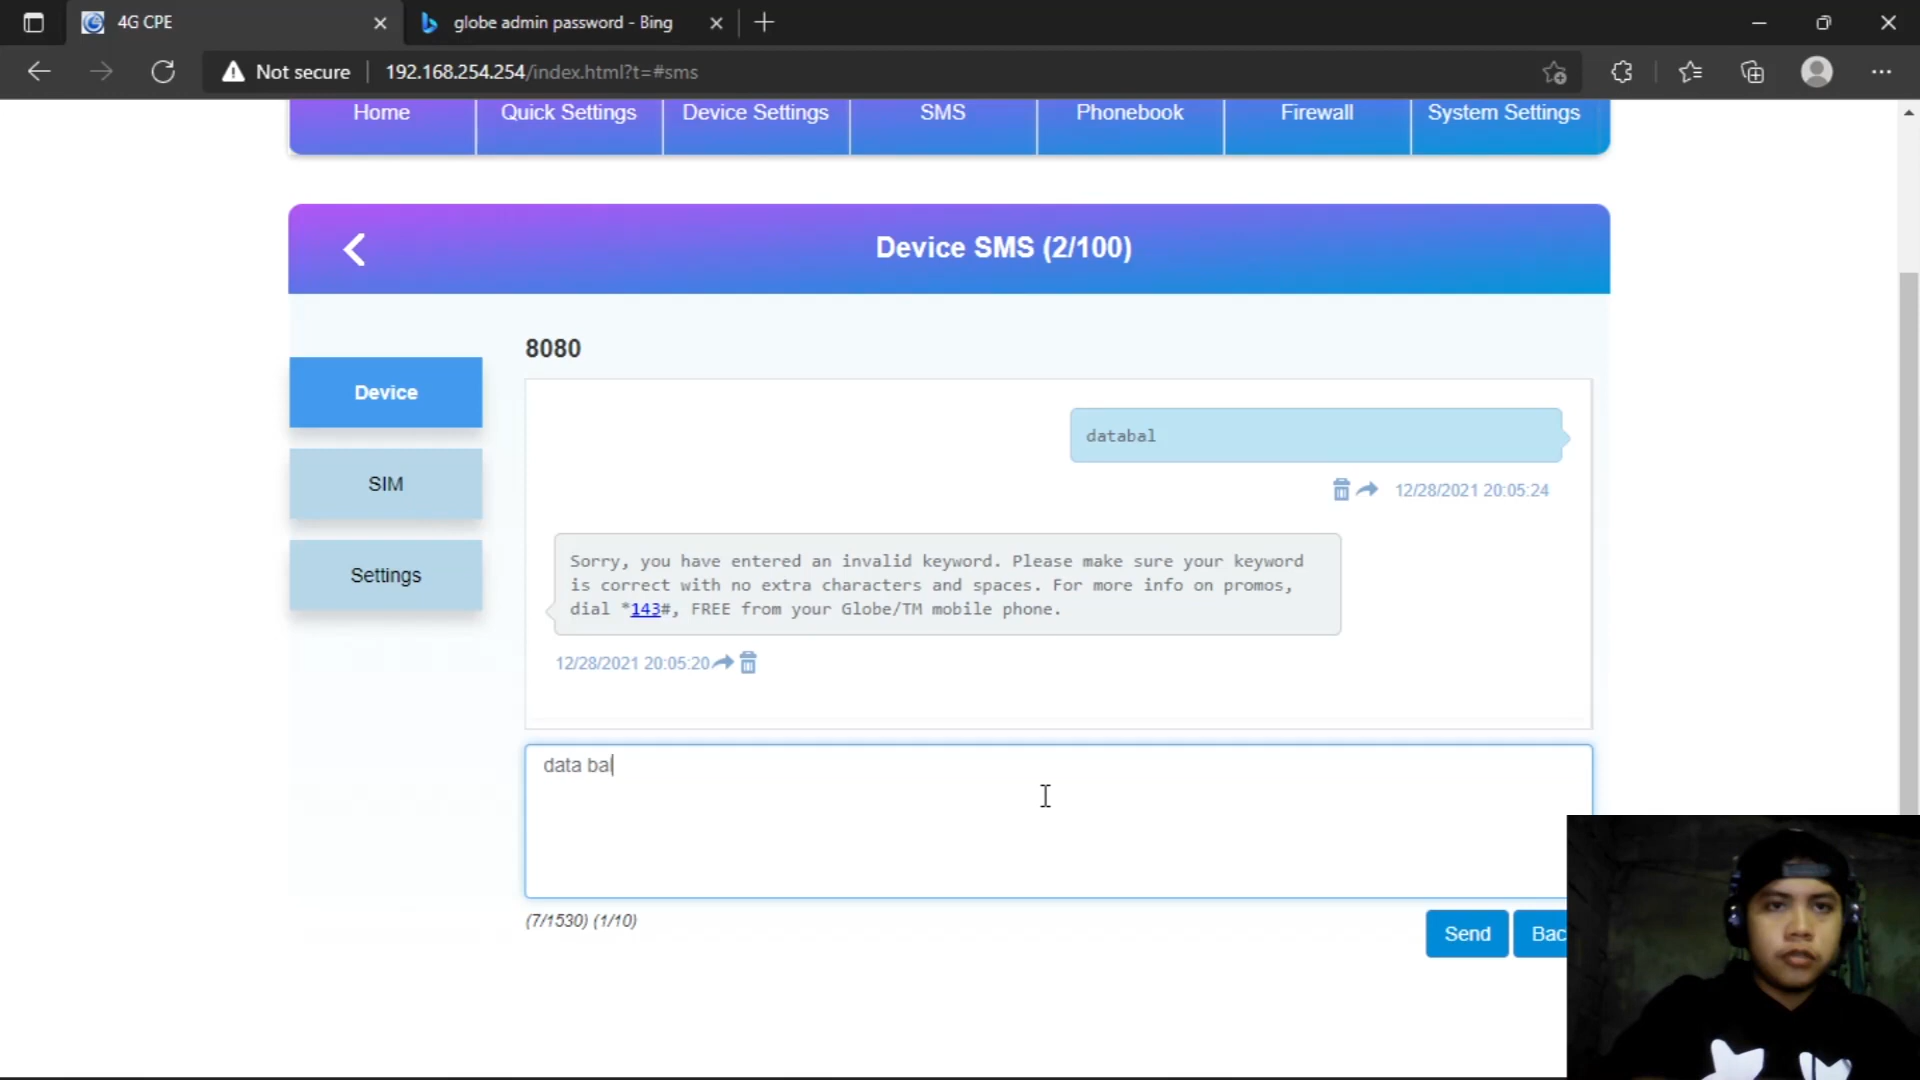 4G CPE
globe admin password - Bing
Not secure
192.168.254.254/index.html?t=#sms
Home
Quick Settings
Device Settings
SMS
Phonebook
Firewall
System Settings
Device SMS (2/100)
Device
SIM
Settings
8080
databal
12/28/2021 20:05:24
Sorry, you have entered an invalid keyword. Please make sure your keyword
is correct with no extra characters and spaces. For more info on promos,
dial *143#, FREE from your Globe/TM mobile phone.
12/28/2021 20:05:20
data bal
(7/1530) (1/10)
Send
Bac